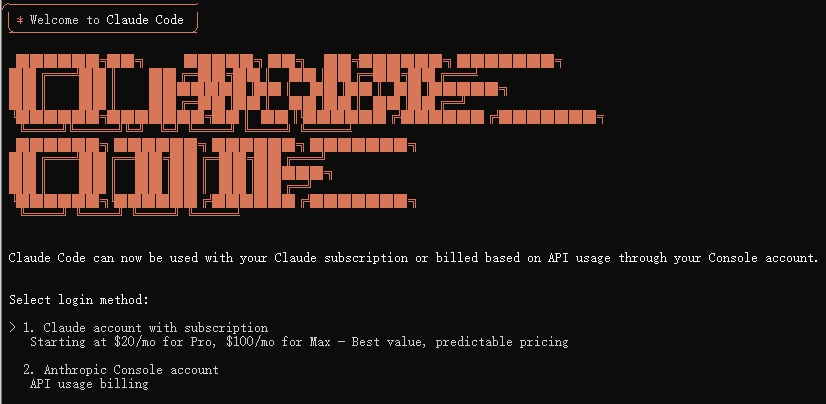 * Welcome to Claude Code
CLAUDE
CODE
Claude Code can now be used with your Claude subscription or billed based on API usage through your Console account.
Select login method:
> 1. Claude account with subscription
Starting at $20/mo for Pro, $100/mo for Max - Best value, predictable pricing
2. Anthropic Console account
API usage billing